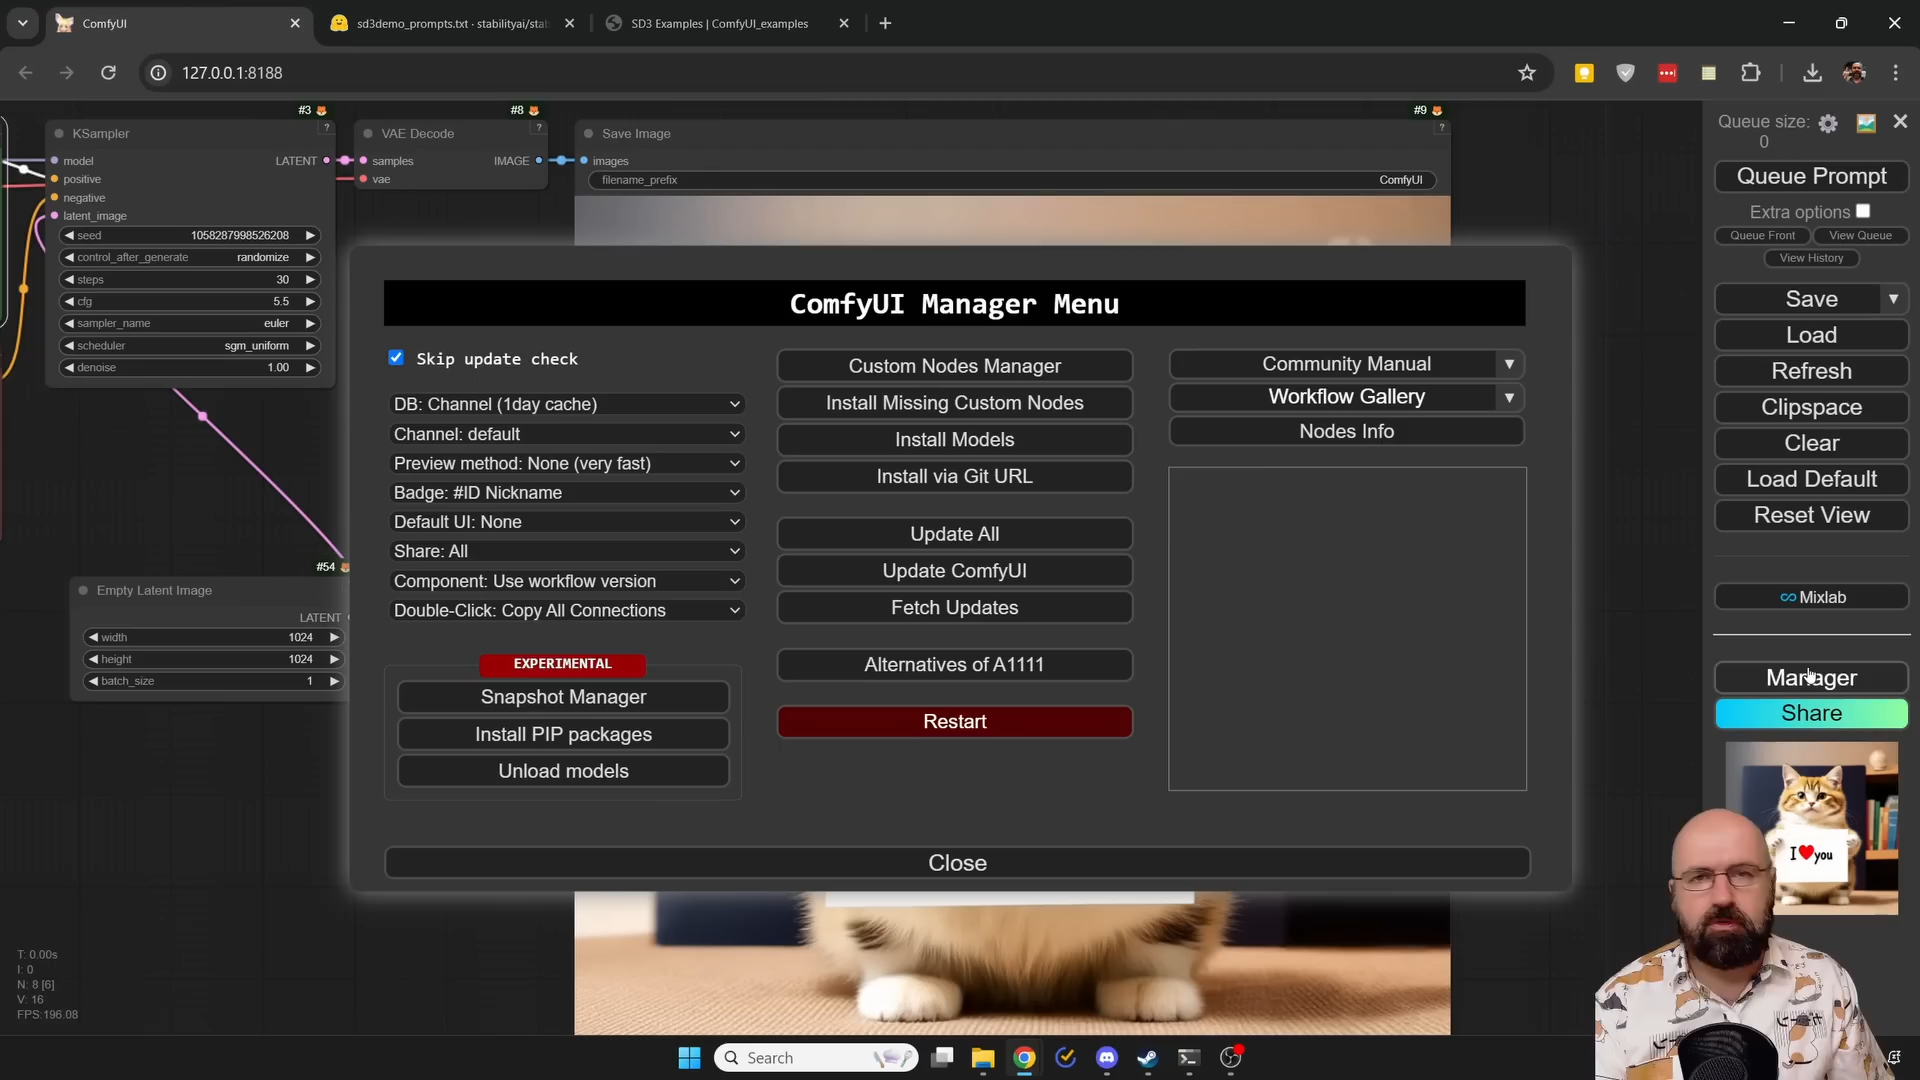 ComfyUI
sd3demo_prompts.txt · stabilityai/stab
SD3 Examples | ComfyUI_examples
127.0.0.1:8188
#3
#8
#9
KSampler
?
VAE Decode
?
Save Image
?
model
LATENT
positive
negative
latent_image
seed 1058287998526208
control_after_generate randomize
steps 30
cfg 5.5
sampler_name euler
scheduler sgm_uniform
denoise 1.00
samples
IMAGE
vae
images
filename_prefix ComfyUI
#54
Empty Latent Image
LATENT
width 1024
height 1024
batch_size 1
T: 0.00s
I: 0
N: 8 [6]
V: 16
FPS:196.08
ComfyUI Manager Menu
Skip update check
DB: Channel (1day cache)
Channel: default
Preview method: None (very fast)
Badge: #ID Nickname
Default UI: None
Share: All
Component: Use workflow version
Double-Click: Copy All Connections
EXPERIMENTAL
Snapshot Manager
Install PIP packages
Unload models
Custom Nodes Manager
Install Missing Custom Nodes
Install Models
Install via Git URL
Update All
Update ComfyUI
Fetch Updates
Alternatives of A1111
Restart
Community Manual
Workflow Gallery
Nodes Info
Close
Queue size:
0
Queue Prompt
Extra options
Queue Front
View Queue
View History
Save
Load
Refresh
Clipspace
Clear
Load Default
Reset View
Mixlab
Manager
Share
I❤you
Search